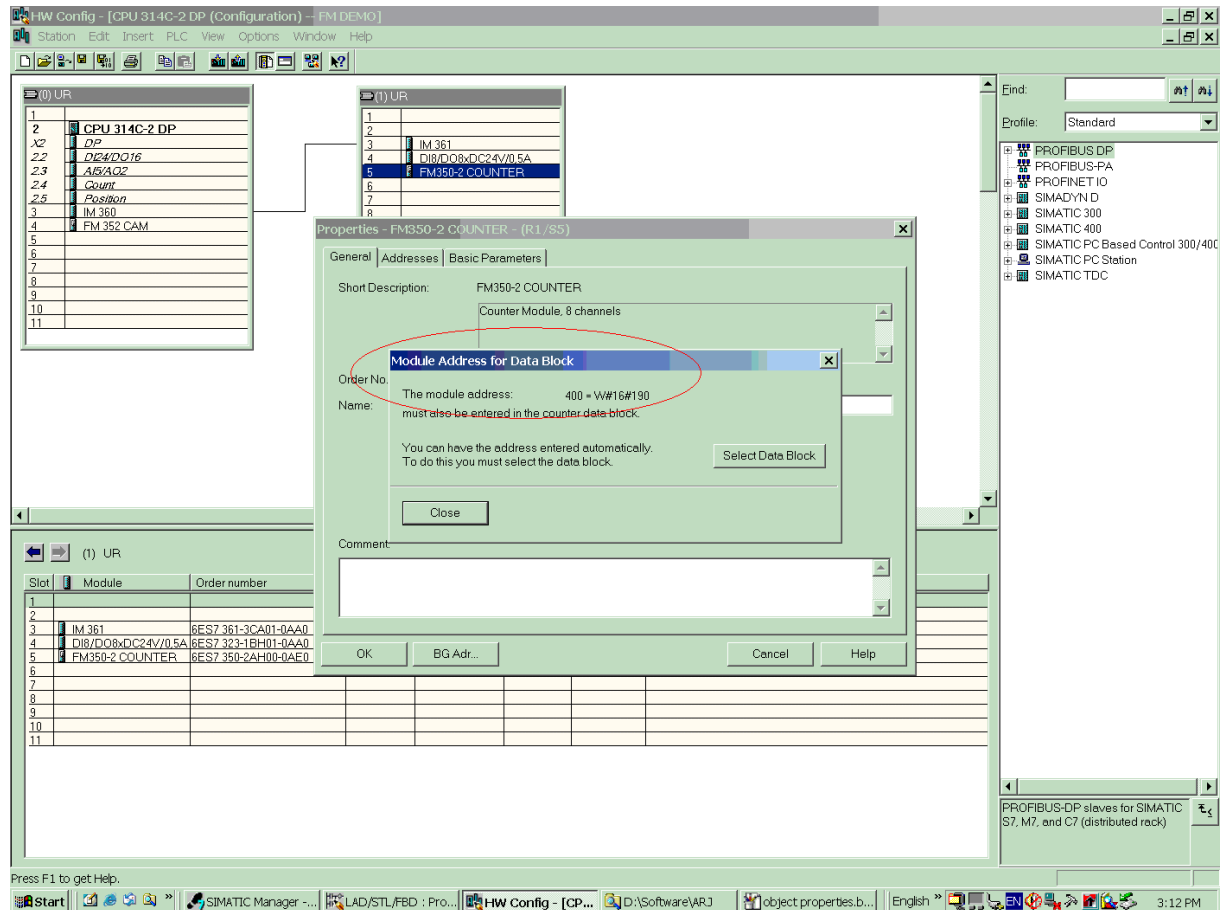 HW Config - [CPU 314C-2 DP (Configuration) -- FM DEMO]
Station Edit Insert PLC View Options Window Help
(0) UR
1
2 CPU 314C-2 DP
X2 DP
2.2 DI24/DO16
2.3 AI5/AO2
2.4 Count
2.5 Position
3 IM 360
4 FM 352 CAM
5
6
7
8
9
10
11
(1) UR
1
2
3 IM 361
4 DI8/DO8xDC24V/0,5A
5 FM350-2 COUNTER
6
7
8
Find:
Profile: Standard
PROFIBUS DP
PROFIBUS-PA
PROFINET IO
SIMADYN D
SIMATIC 300
SIMATIC 400
SIMATIC PC Based Control 300/400
SIMATIC PC Station
SIMATIC TDC
Properties - FM350-2 COUNTER - (R1/S5)
General Addresses Basic Parameters
Short Description: FM350-2 COUNTER
Counter Module, 8 channels
Order No.
Name:
Module Address for Data Block
The module address: 400 = W#16#190
must also be entered in the counter data block.
You can have the address entered automatically.
To do this you must select the data block.
Select Data Block
Close
Comment:
OK BG Adr... Cancel Help
(1) UR
Slot Module Order number
1
2
3 IM 361 6ES7 361-3CA01-0AA0
4 DI8/DO8xDC24V/0,5A 6ES7 323-1BH01-0AA0
5 FM350-2 COUNTER 6ES7 350-2AH00-0AE0
6
7
8
9
10
11
PROFIBUS-DP slaves for SIMATIC
S7, M7, and C7 (distributed rack)
Press F1 to get Help.
Start » SIMATIC Manager -... LAD/STL/FBD : Pro... HW Config - [CP... D:\Software\ARJ object properties.b... English » EN 3:12 PM